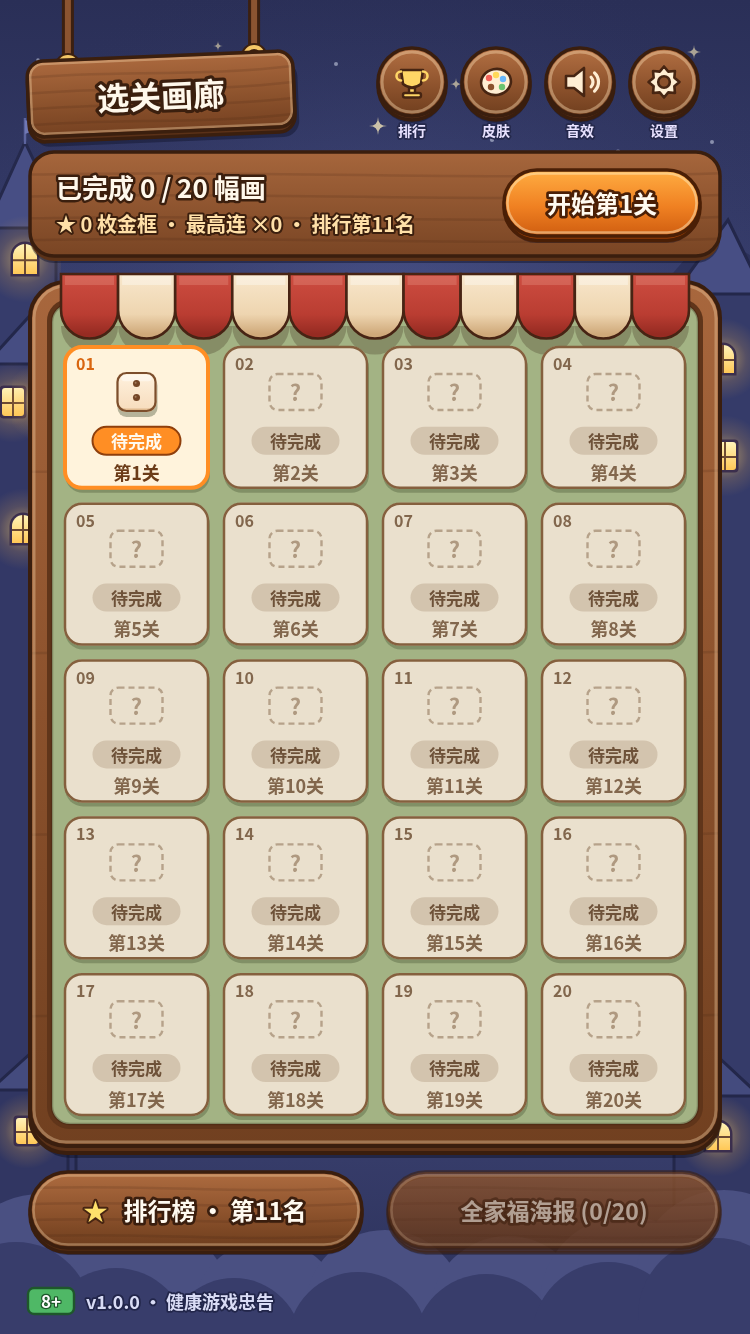 选关画廊
排行
皮肤
音效
设置
已完成 0 / 20 幅画
★ 0 枚金框 · 最高连 ×0 · 排行第11名
开始第1关
01
待完成
第1关
02
?
待完成
第2关
03
?
待完成
第3关
04
?
待完成
第4关
05
?
待完成
第5关
06
?
待完成
第6关
07
?
待完成
第7关
08
?
待完成
第8关
09
?
待完成
第9关
10
?
待完成
第10关
11
?
待完成
第11关
12
?
待完成
第12关
13
?
待完成
第13关
14
?
待完成
第14关
15
?
待完成
第15关
16
?
待完成
第16关
17
?
待完成
第17关
18
?
待完成
第18关
19
?
待完成
第19关
20
?
待完成
第20关
★ 排行榜 · 第11名
全家福海报 (0/20)
8+ v1.0.0 · 健康游戏忠告